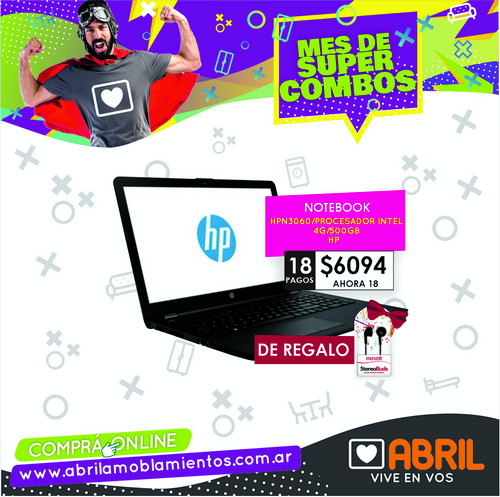 MES DE
SUPER
COMBOS
hp
NOTEBOOK
HPN3060/PROCESADOR INTEL
4G/500GB
HP
18
PAGOS
$6094
AHORA 18
DE REGALO
maxell
StereoBuds
COMPRÁ ONLINE
www.abrilamoblamientos.com.ar
ABRIL
VIVE EN VOS